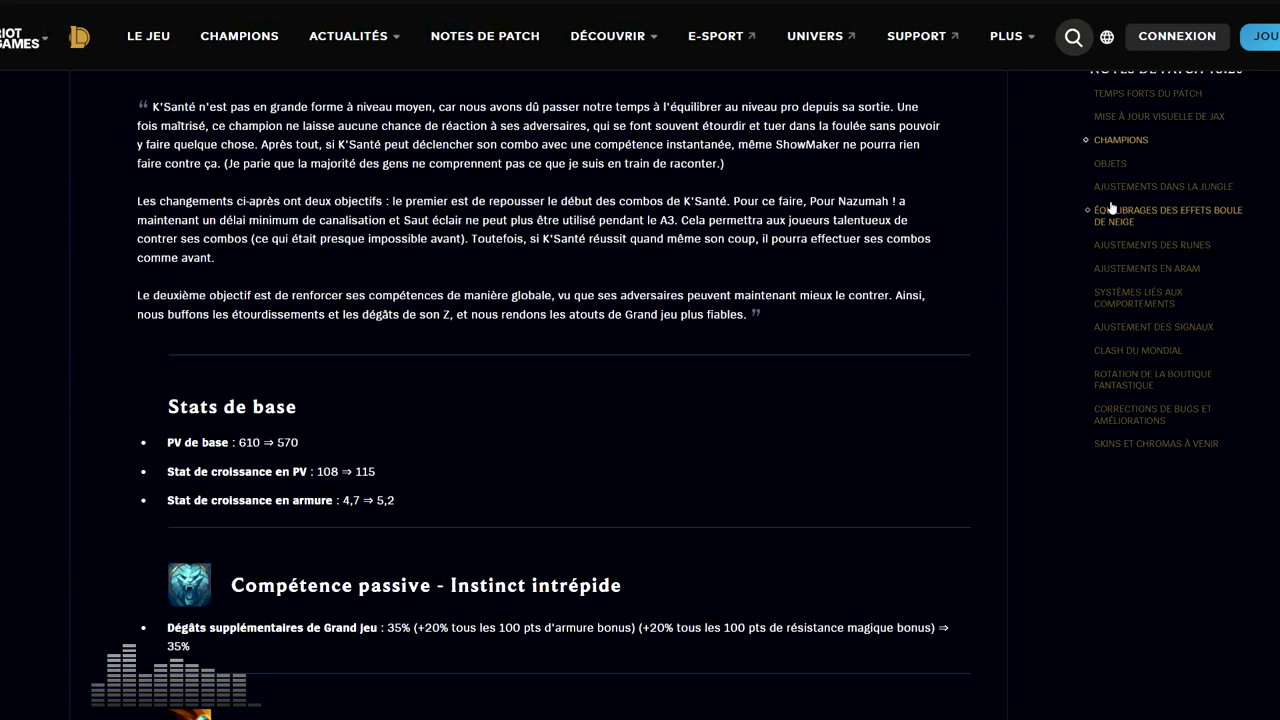 RIOT
GAMES
LE JEU
CHAMPIONS
ACTUALITÉS
NOTES DE PATCH
DÉCOUVRIR
E-SPORT
UNIVERS
SUPPORT
PLUS
CONNEXION
JOU
“ K'Santé n'est pas en grande forme à niveau moyen, car nous avons dû passer notre temps à l'équilibrer au niveau pro depuis sa sortie. Une
fois maîtrisé, ce champion ne laisse aucune chance de réaction à ses adversaires, qui se font souvent étourdir et tuer dans la foulée sans pouvoir
y faire quelque chose. Après tout, si K'Santé peut déclencher son combo avec une compétence instantanée, même ShowMaker ne pourra rien
faire contre ça. (Je parie que la majorité des gens ne comprennent pas ce que je suis en train de raconter.)
Les changements ci-après ont deux objectifs : le premier est de repousser le début des combos de K'Santé. Pour ce faire, Pour Nazumah ! a
maintenant un délai minimum de canalisation et Saut éclair ne peut plus être utilisé pendant le A3. Cela permettra aux joueurs talentueux de
contrer ses combos (ce qui était presque impossible avant). Toutefois, si K'Santé réussit quand même son coup, il pourra effectuer ses combos
comme avant.
Le deuxième objectif est de renforcer ses compétences de manière globale, vu que ses adversaires peuvent maintenant mieux le contrer. Ainsi,
nous buffons les étourdissements et les dégâts de son Z, et nous rendons les atouts de Grand jeu plus fiables. ”
Stats de base
• PV de base : 610 ⇒ 570
• Stat de croissance en PV : 108 ⇒ 115
• Stat de croissance en armure : 4,7 ⇒ 5,2
Compétence passive - Instinct intrépide
• Dégâts supplémentaires de Grand jeu : 35% (+20% tous les 100 pts d'armure bonus) (+20% tous les 100 pts de résistance magique bonus) ⇒
35%
TEMPS FORTS DU PATCH
MISE À JOUR VISUELLE DE JAX
CHAMPIONS
OBJETS
AJUSTEMENTS DANS LA JUNGLE
ÉQUILIBRAGES DES EFFETS BOULE
DE NEIGE
AJUSTEMENTS DES RUNES
AJUSTEMENTS EN ARAM
SYSTÈMES LIÉS AUX
COMPORTEMENTS
AJUSTEMENT DES SIGNAUX
CLASH DU MONDIAL
ROTATION DE LA BOUTIQUE
FANTASTIQUE
CORRECTIONS DE BUGS ET
AMÉLIORATIONS
SKINS ET CHROMAS À VENIR